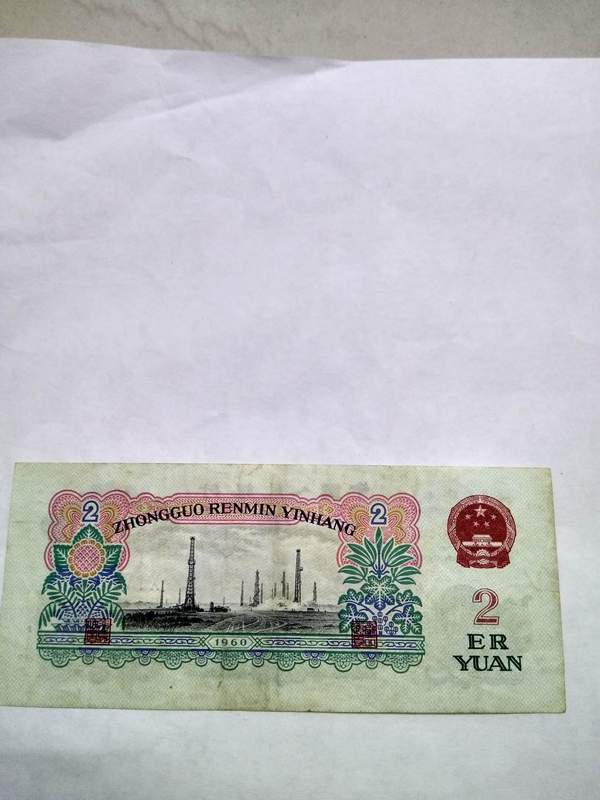 2
ZHONGGUO RENMIN YINHANG
2
1960
2
ER
YUAN